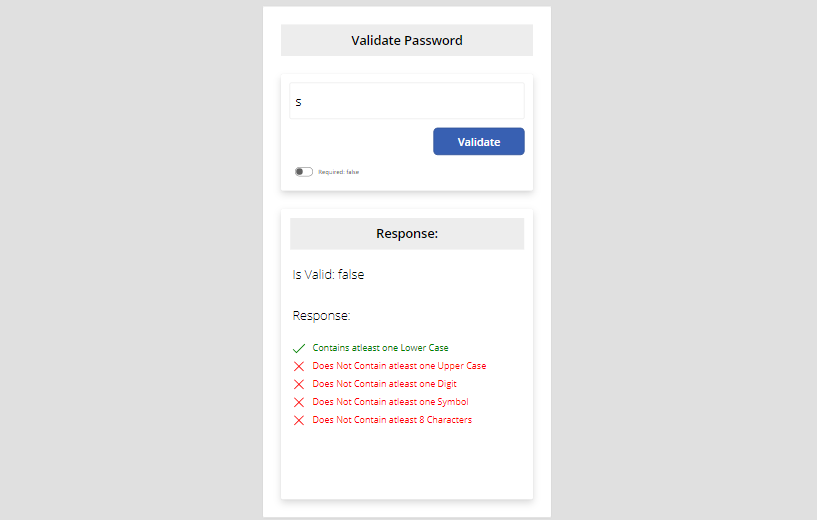 Validate Password
s
Validate
Required: false
Response:
Is Valid: false
Response:
Contains atleast one Lower Case
Does Not Contain atleast one Upper Case
Does Not Contain atleast one Digit
Does Not Contain atleast one Symbol
Does Not Contain atleast 8 Characters